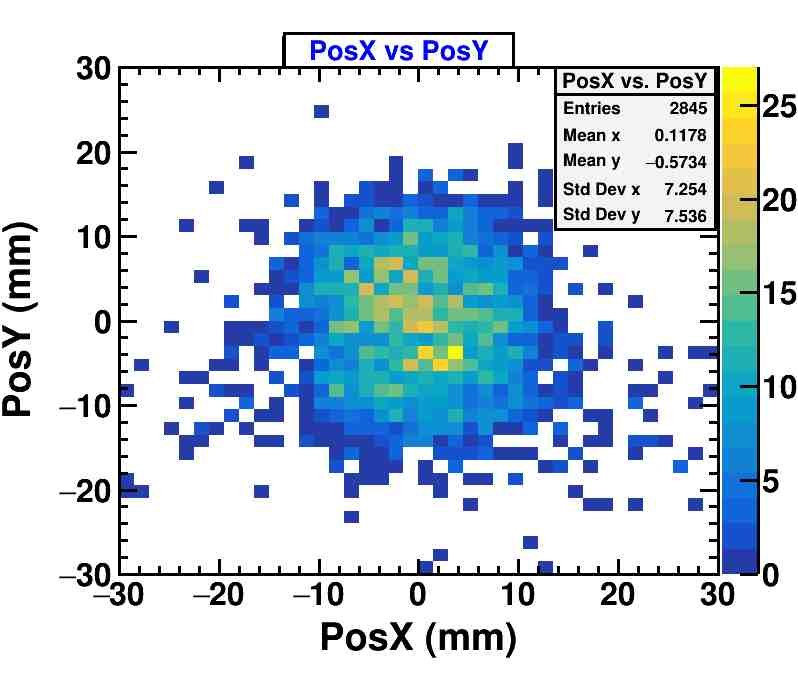 PosX vs PosY
PosX vs. PosY
Entries 2845
Mean x 0.1178
Mean y −0.5734
Std Dev x 7.254
Std Dev y 7.536
30
20
10
0
−10
−20
−30
PosY (mm)
−30 −20 −10 0 10 20 30
PosX (mm)
25
20
15
10
5
0